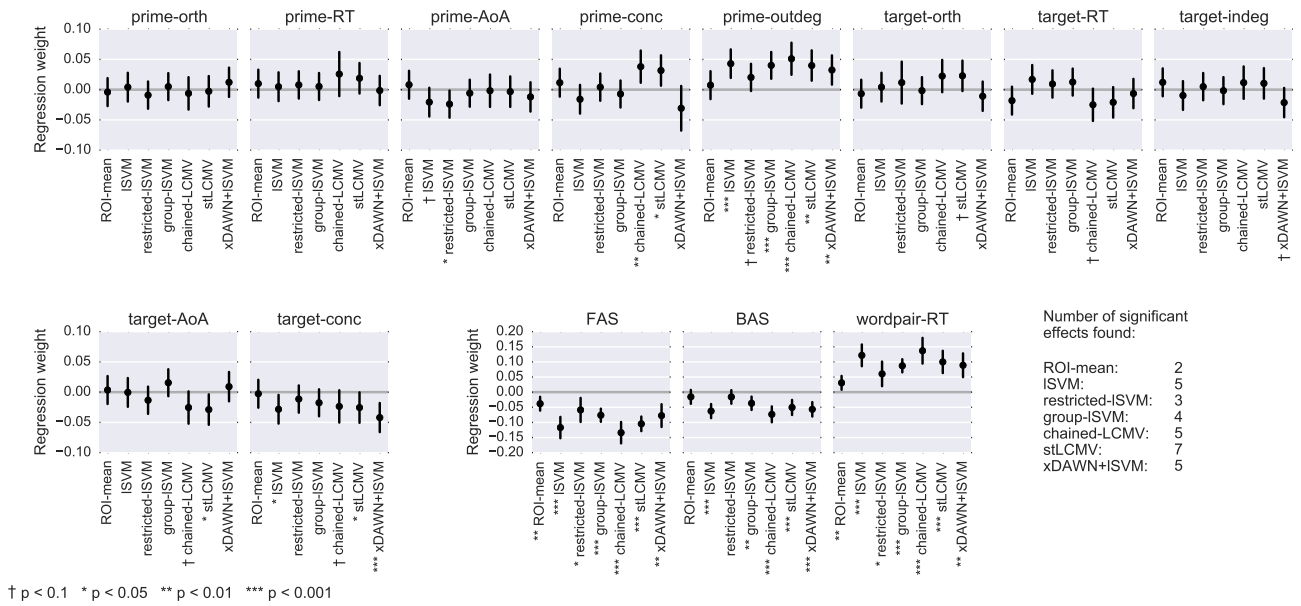 prime-orth prime-RT prime-AoA prime-conc prime-outdeg target-orth target-RT target-indeg
Regression weight
0.10
0.05
0.00
−0.05
−0.10
ROI-mean lSVM restricted-lSVM group-lSVM chained-LCMV stLCMV xDAWN+lSVM
ROI-mean lSVM restricted-lSVM group-lSVM chained-LCMV stLCMV xDAWN+lSVM
ROI-mean † lSVM * restricted-lSVM group-lSVM chained-LCMV stLCMV xDAWN+lSVM
ROI-mean lSVM restricted-lSVM group-lSVM ** chained-LCMV * stLCMV xDAWN+lSVM
ROI-mean *** lSVM † restricted-lSVM *** group-lSVM *** chained-LCMV ** stLCMV ** xDAWN+lSVM
ROI-mean lSVM restricted-lSVM group-lSVM chained-LCMV † stLCMV xDAWN+lSVM
ROI-mean lSVM restricted-lSVM group-lSVM † chained-LCMV stLCMV xDAWN+lSVM
ROI-mean lSVM restricted-lSVM group-lSVM chained-LCMV stLCMV † xDAWN+lSVM
target-AoA target-conc
Regression weight
0.10
0.05
0.00
−0.05
−0.10
ROI-mean lSVM restricted-lSVM group-lSVM † chained-LCMV * stLCMV xDAWN+lSVM
ROI-mean * lSVM restricted-lSVM group-lSVM † chained-LCMV * stLCMV *** xDAWN+lSVM
FAS BAS wordpair-RT
Regression weight
0.20
0.15
0.10
0.05
0.00
−0.05
−0.10
−0.15
−0.20
** ROI-mean *** lSVM * restricted-lSVM *** group-lSVM *** chained-LCMV *** stLCMV ** xDAWN+lSVM
ROI-mean *** lSVM restricted-lSVM ** group-lSVM *** chained-LCMV *** stLCMV *** xDAWN+lSVM
** ROI-mean *** lSVM * restricted-lSVM *** group-lSVM *** chained-LCMV *** stLCMV ** xDAWN+lSVM
Number of significant
effects found:
ROI-mean: 2
lSVM: 5
restricted-lSVM: 3
group-lSVM: 4
chained-LCMV: 5
stLCMV: 7
xDAWN+lSVM: 5
† p < 0.1 * p < 0.05 ** p < 0.01 *** p < 0.001